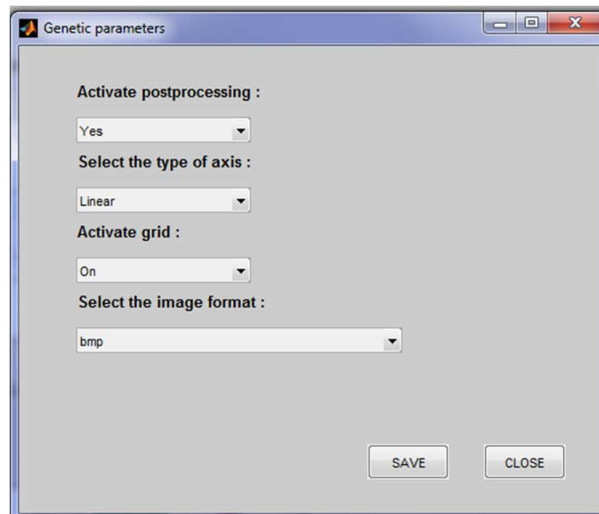 Genetic parameters
Activate postprocessing :
Yes
Select the type of axis :
Linear
Activate grid :
On
Select the image format :
bmp
SAVE CLOSE